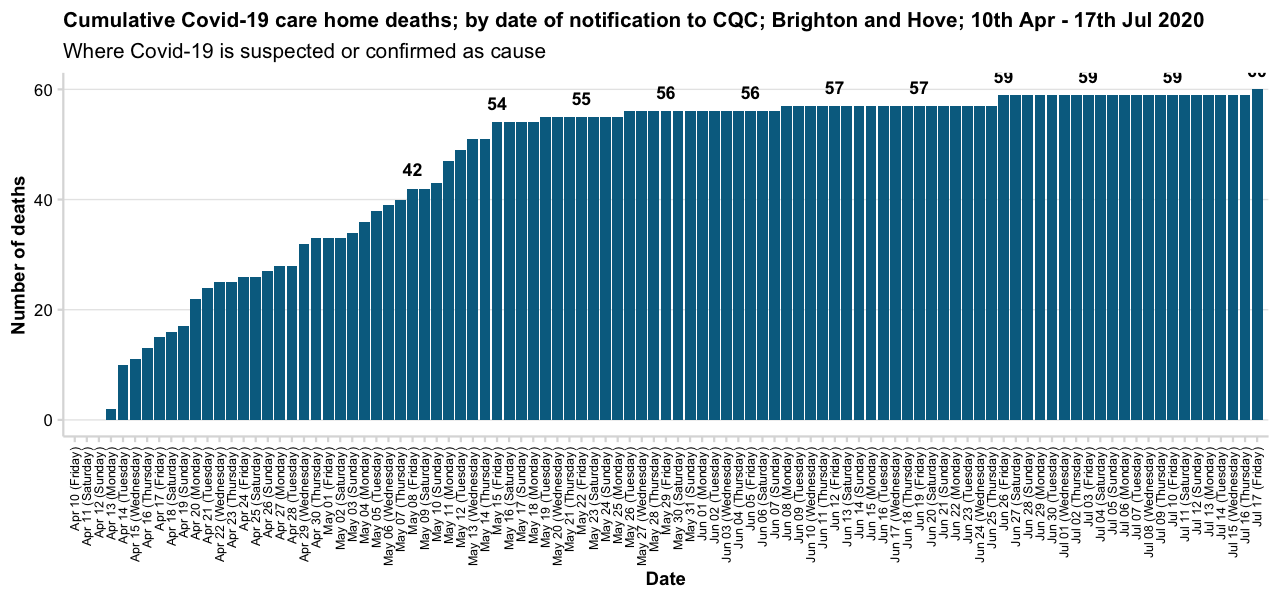 Cumulative Covid-19 care home deaths; by date of notification to CQC; Brighton and Hove; 10th Apr - 17th Jul 2020
Where Covid-19 is suspected or confirmed as cause
Number of deaths
60
40
20
0
42
54
55
56
56
57
57
59
59
59
Apr 10 (Friday)
Apr 11 (Saturday)
Apr 12 (Sunday)
Apr 13 (Monday)
Apr 14 (Tuesday)
Apr 15 (Wednesday)
Apr 16 (Thursday)
Apr 17 (Friday)
Apr 18 (Saturday)
Apr 19 (Sunday)
Apr 20 (Monday)
Apr 21 (Tuesday)
Apr 22 (Wednesday)
Apr 23 (Thursday)
Apr 24 (Friday)
Apr 25 (Saturday)
Apr 26 (Sunday)
Apr 27 (Monday)
Apr 28 (Tuesday)
Apr 29 (Wednesday)
Apr 30 (Thursday)
May 01 (Friday)
May 02 (Saturday)
May 03 (Sunday)
May 04 (Monday)
May 05 (Tuesday)
May 06 (Wednesday)
May 07 (Thursday)
May 08 (Friday)
May 09 (Saturday)
May 10 (Sunday)
May 11 (Monday)
May 12 (Tuesday)
May 13 (Wednesday)
May 14 (Thursday)
May 15 (Friday)
May 16 (Saturday)
May 17 (Sunday)
May 18 (Monday)
May 19 (Tuesday)
May 20 (Wednesday)
May 21 (Thursday)
May 22 (Friday)
May 23 (Saturday)
May 24 (Sunday)
May 25 (Monday)
May 26 (Tuesday)
May 27 (Wednesday)
May 28 (Thursday)
May 29 (Friday)
May 30 (Saturday)
May 31 (Sunday)
Jun 01 (Monday)
Jun 02 (Tuesday)
Jun 03 (Wednesday)
Jun 04 (Thursday)
Jun 05 (Friday)
Jun 06 (Saturday)
Jun 07 (Sunday)
Jun 08 (Monday)
Jun 09 (Tuesday)
Jun 10 (Wednesday)
Jun 11 (Thursday)
Jun 12 (Friday)
Jun 13 (Saturday)
Jun 14 (Sunday)
Jun 15 (Monday)
Jun 16 (Tuesday)
Jun 17 (Wednesday)
Jun 18 (Thursday)
Jun 19 (Friday)
Jun 20 (Saturday)
Jun 21 (Sunday)
Jun 22 (Monday)
Jun 23 (Tuesday)
Jun 24 (Wednesday)
Jun 25 (Thursday)
Jun 26 (Friday)
Jun 27 (Saturday)
Jun 28 (Sunday)
Jun 29 (Monday)
Jun 30 (Tuesday)
Jul 01 (Wednesday)
Jul 02 (Thursday)
Jul 03 (Friday)
Jul 04 (Saturday)
Jul 05 (Sunday)
Jul 06 (Monday)
Jul 07 (Tuesday)
Jul 08 (Wednesday)
Jul 09 (Thursday)
Jul 10 (Friday)
Jul 11 (Saturday)
Jul 12 (Sunday)
Jul 13 (Monday)
Jul 14 (Tuesday)
Jul 15 (Wednesday)
Jul 16 (Thursday)
Jul 17 (Friday)
Date